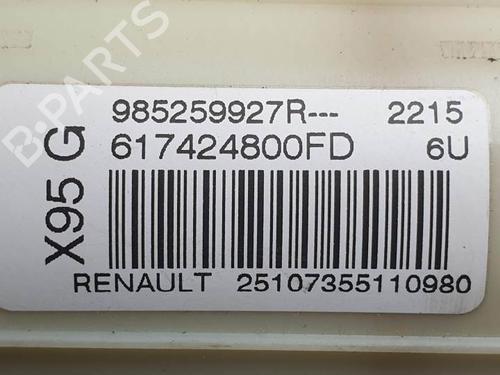 985259927R--- 2215
617424800FD 6U
X95 G
RENAULT 25107355110980
B-PARTS